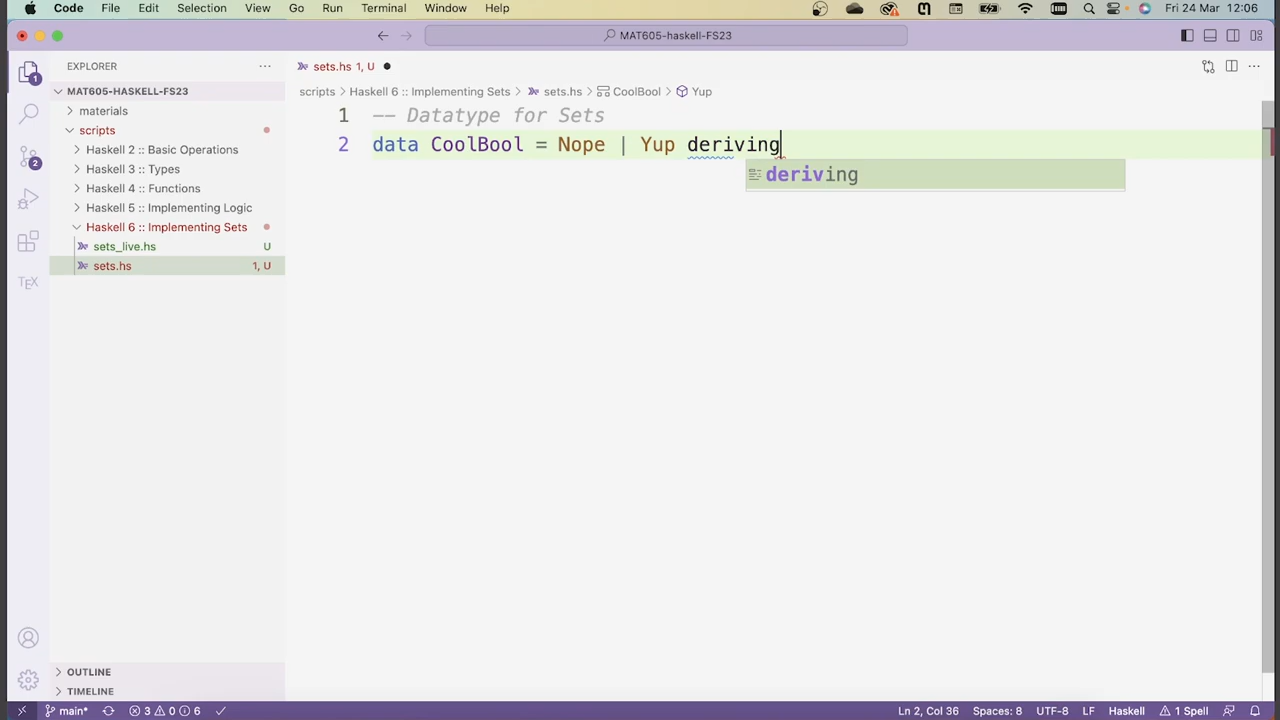 Code File Edit Selection View Go Run Terminal Window Help Fri 24 Mar 12:06
MAT605-haskell-FS23
EXPLORER
MAT605-HASKELL-FS23
materials
scripts
Haskell 2 :: Basic Operations
Haskell 3 :: Types
Haskell 4 :: Functions
Haskell 5 :: Implementing Logic
Haskell 6 :: Implementing Sets
sets_live.hs U
sets.hs 1, U
OUTLINE
TIMELINE
1
2
TEX
sets.hs 1, U
scripts > Haskell 6 :: Implementing Sets > sets.hs > CoolBool > Yup
1 -- Datatype for Sets
2 data CoolBool = Nope | Yup deriving
deriving
main* 3 0 6 Ln 2, Col 36 Spaces: 8 UTF-8 LF Haskell 1 Spell